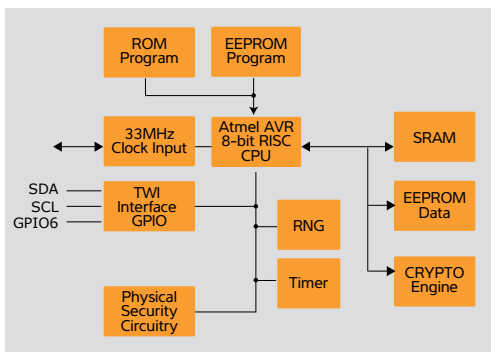 ROM
Program
EEPROM
Program
33MHz
Clock Input
Atmel AVR
8-bit RISC
CPU
SRAM
SDA
SCL
GPIO6
TWI
Interface
GPIO
EEPROM
Data
RNG
Timer
CRYPTO
Engine
Physical
Security
Circuitry